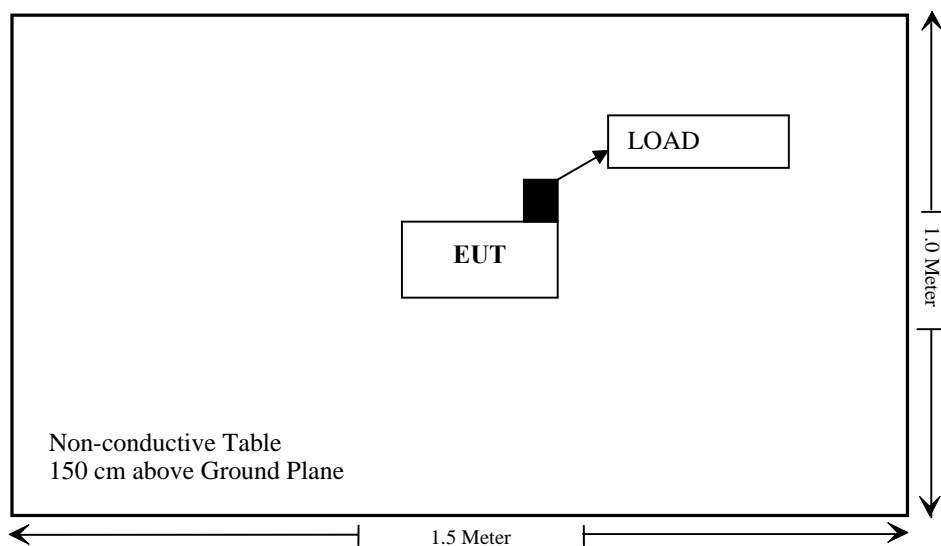 LOAD
EUT
1.0 Meter
Non-conductive Table
150 cm above Ground Plane
1.5 Meter